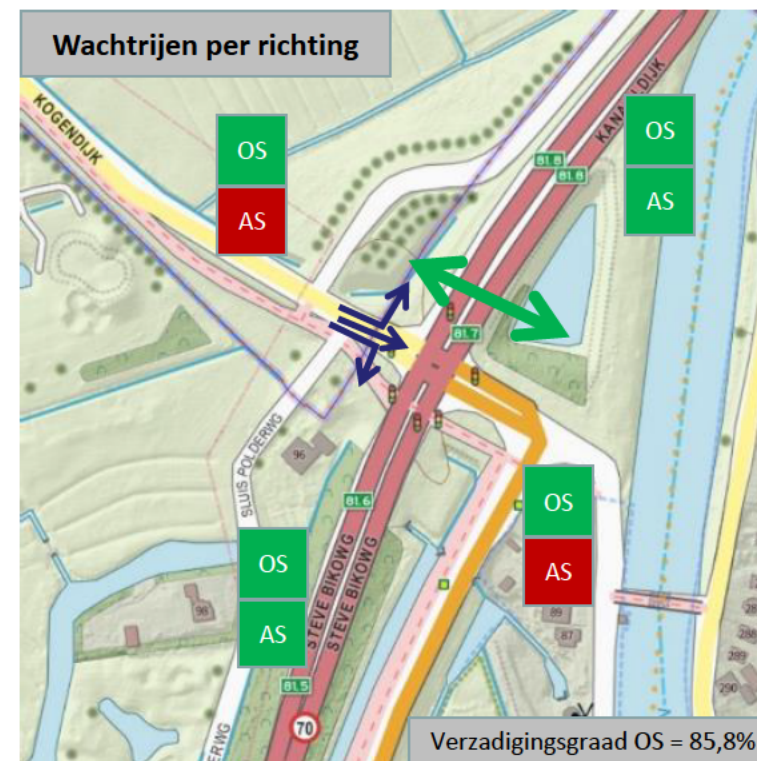 Wachtrijen per richting
KOGENDIJK
OS
AS
OS
AS
81.8
81.8
81.7
SLUIS POLDERWG
96
81.6
OS
AS
OS
AS
STEVE BIKOWG
STEVE BIKOWG
98
89
87
288
299
290
81.5
70
Verzadigingsgraad OS = 85,8%